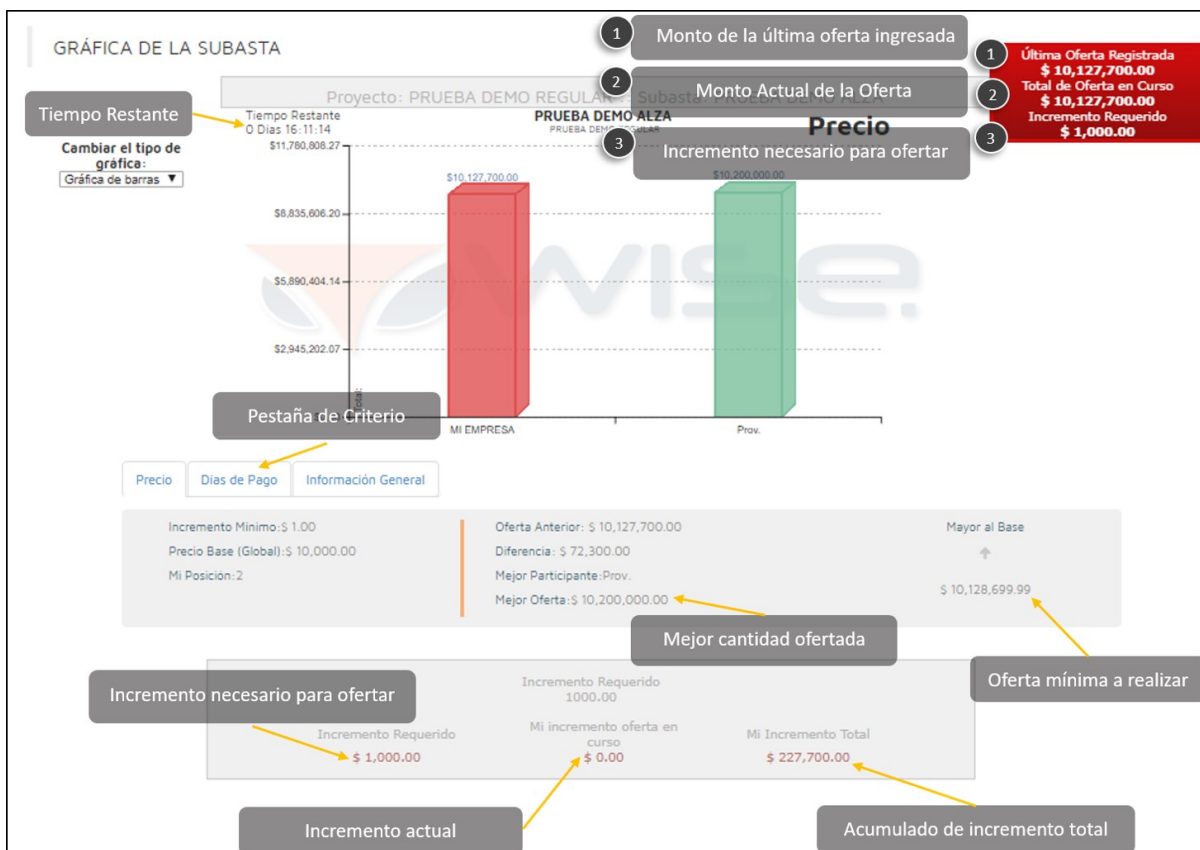 GRÁFICA DE LA SUBASTA
1 Monto de la última oferta ingresada
1 Última Oferta Registrada
$ 10,127,700.00
2 Total de Oferta en Curso
$ 10,127,700.00
Incremento Requerido
3 $ 1,000.00
2 Monto Actual de la Oferta
Proyecto: PRUEBA DEMO REGULAR Subasta: PRUEBA DEMO ALZA
Tiempo Restante
Tiempo Restante
0 Días 16:11:14
PRUEBA DEMO ALZA
PRUEBA DEMO REGULAR
Precio
3 Incremento necesario para ofertar
Cambiar el tipo de
gráfica:
Gráfica de barras ▼
$11,780,808.27
$10,127,700.00
$10,200,000.00
$8,835,606.20
wise
$5,890,404.14
$2,945,202.07
Total:
Pestaña de Criterio
MI EMPRESA
Prov.
Precio
Días de Pago
Información General
Incremento Mínimo:$ 1.00
Precio Base (Global):$ 10,000.00
Mi Posición:2
Oferta Anterior: $ 10,127,700.00
Diferencia: $ 72,300.00
Mejor Participante:Prov.
Mejor Oferta:$ 10,200,000.00
Mayor al Base
$ 10,128,699.99
Mejor cantidad ofertada
Oferta mínima a realizar
Incremento necesario para ofertar
Incremento Requerido
1000.00
Incremento Requerido
$ 1,000.00
Mi incremento oferta en
curso
$ 0.00
Mi Incremento Total
$ 227,700.00
Incremento actual
Acumulado de incremento total